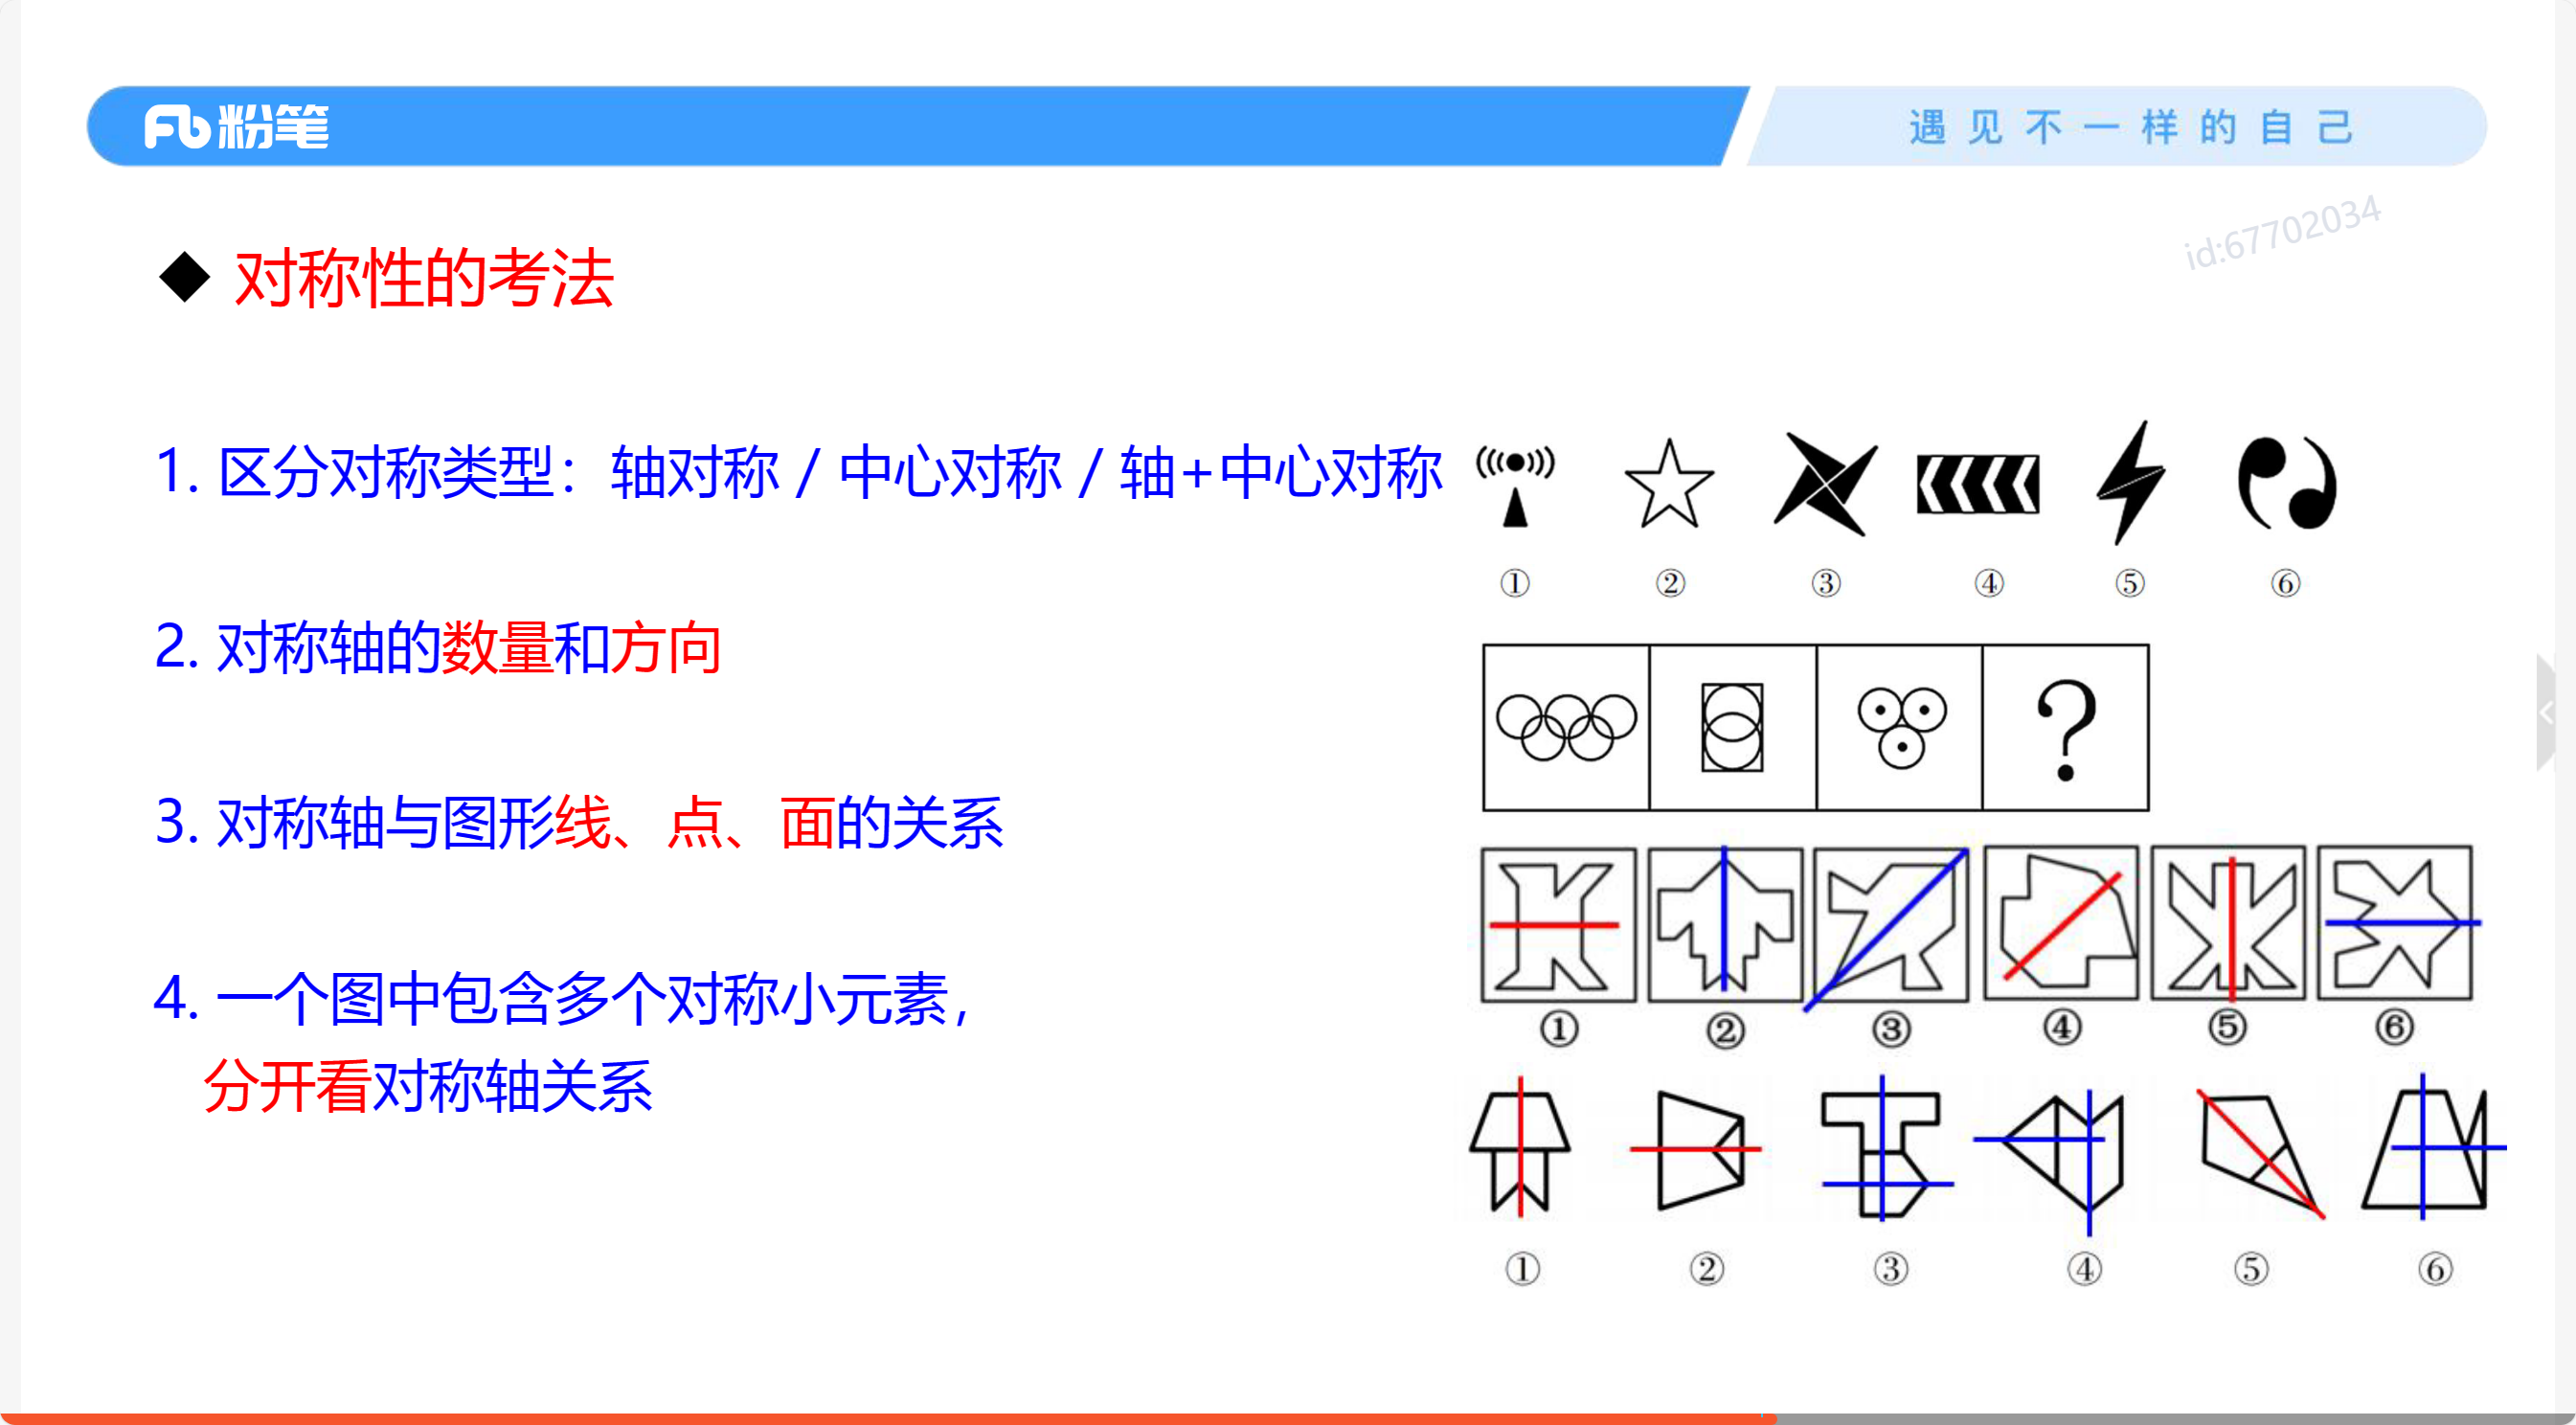 粉笔
遇见不一样的自己
id:67702034
◆ 对称性的考法
1. 区分对称类型：轴对称 / 中心对称 / 轴+中心对称
① ② ③ ④ ⑤ ⑥
2. 对称轴的数量和方向
?
3. 对称轴与图形线、点、面的关系
① ② ③ ④ ⑤ ⑥
4. 一个图中包含多个对称小元素，
分开看对称轴关系
① ② ③ ④ ⑤ ⑥